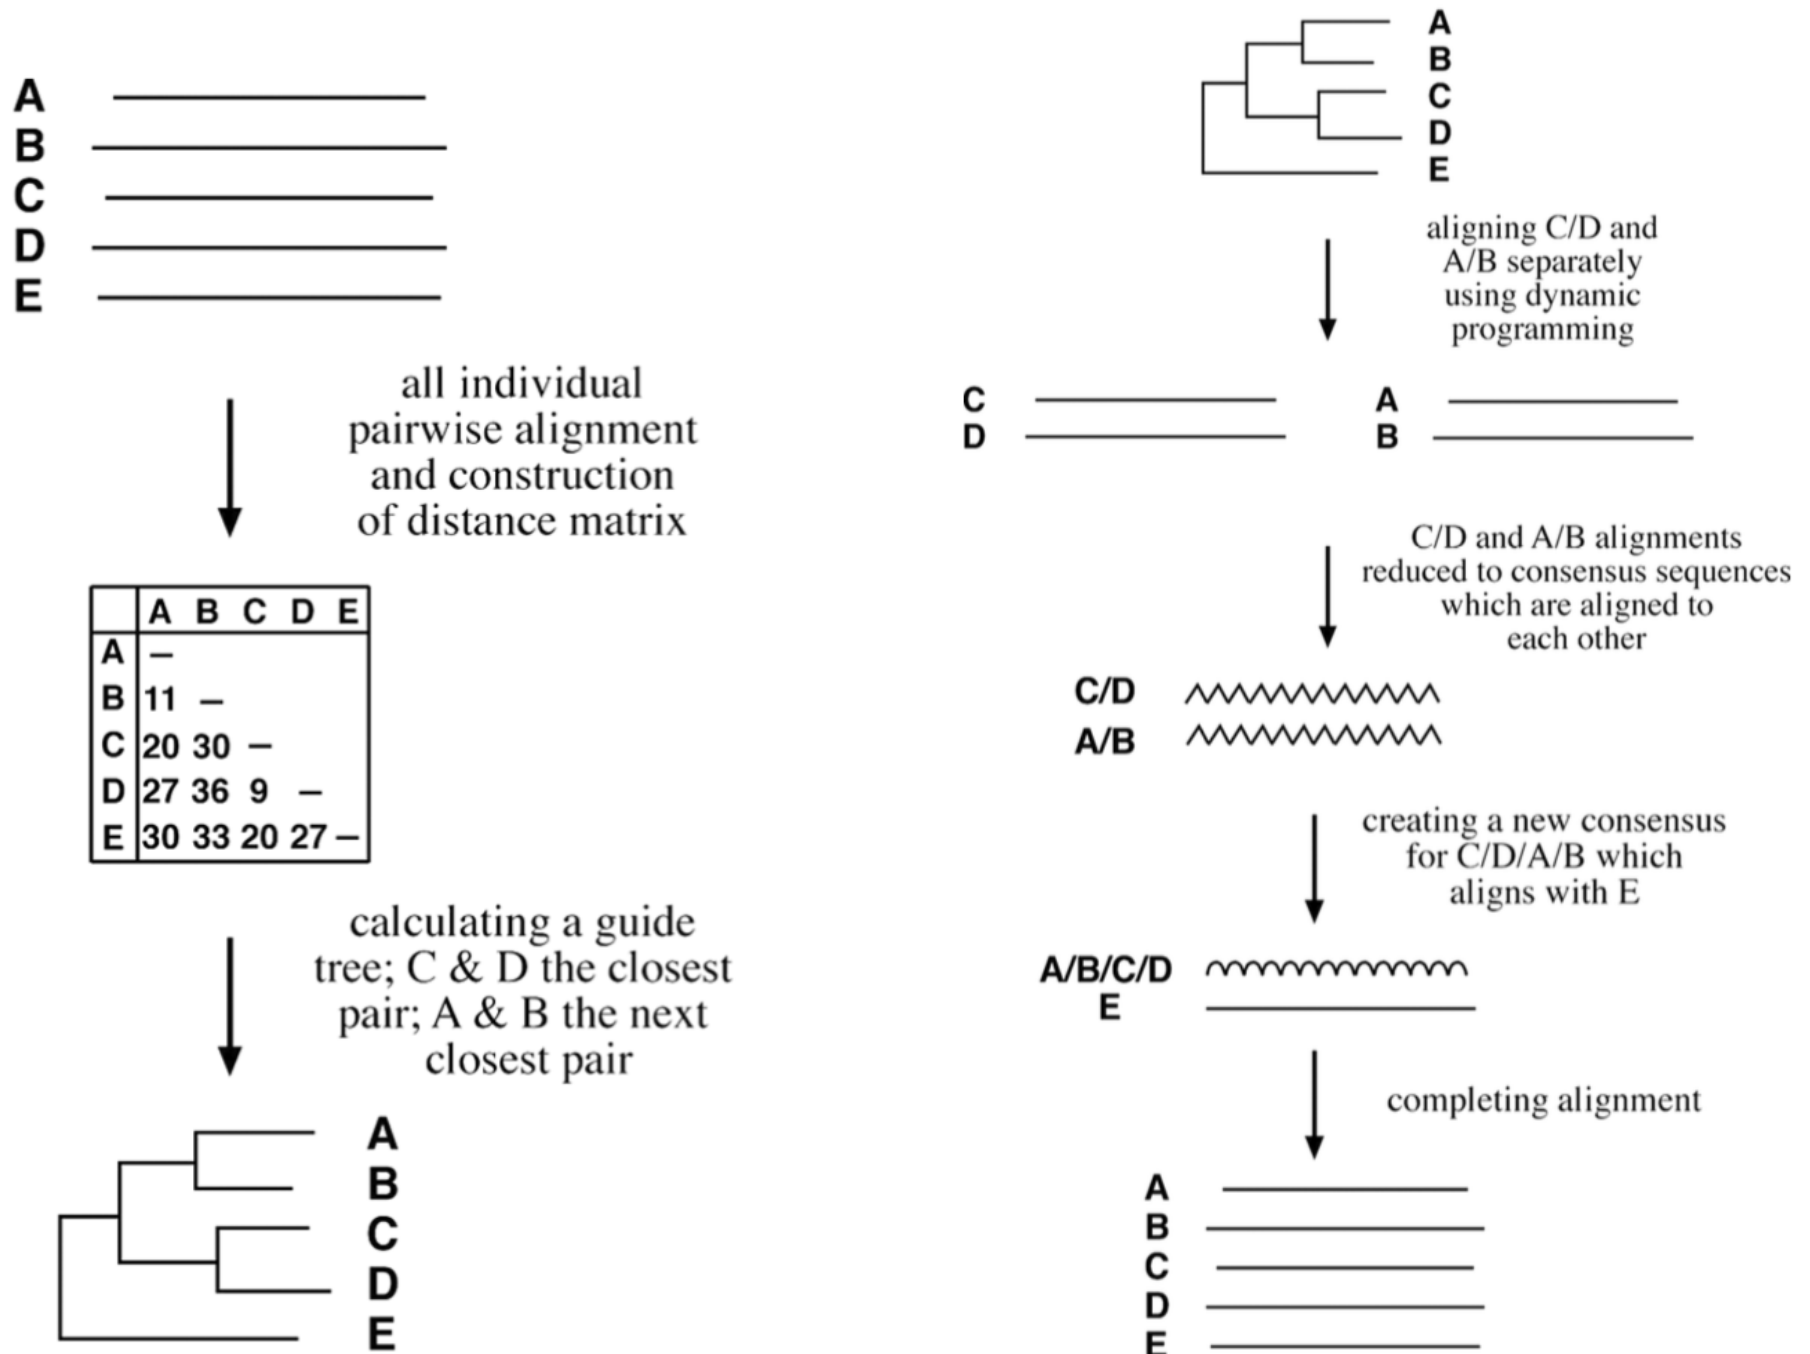 A
B
C
D
E
all individual
pairwise alignment
and construction
of distance matrix
A B C D E
A –
B 11 –
C 20 30 –
D 27 36 9 –
E 30 33 20 27 –
calculating a guide
tree; C & D the closest
pair; A & B the next
closest pair
A
B
C
D
E
A
B
C
D
E
aligning C/D and
A/B separately
using dynamic
programming
C
D
A
B
C/D and A/B alignments
reduced to consensus sequences
which are aligned to
each other
C/D
A/B
creating a new consensus
for C/D/A/B which
aligns with E
A/B/C/D
E
completing alignment
A
B
C
D
E